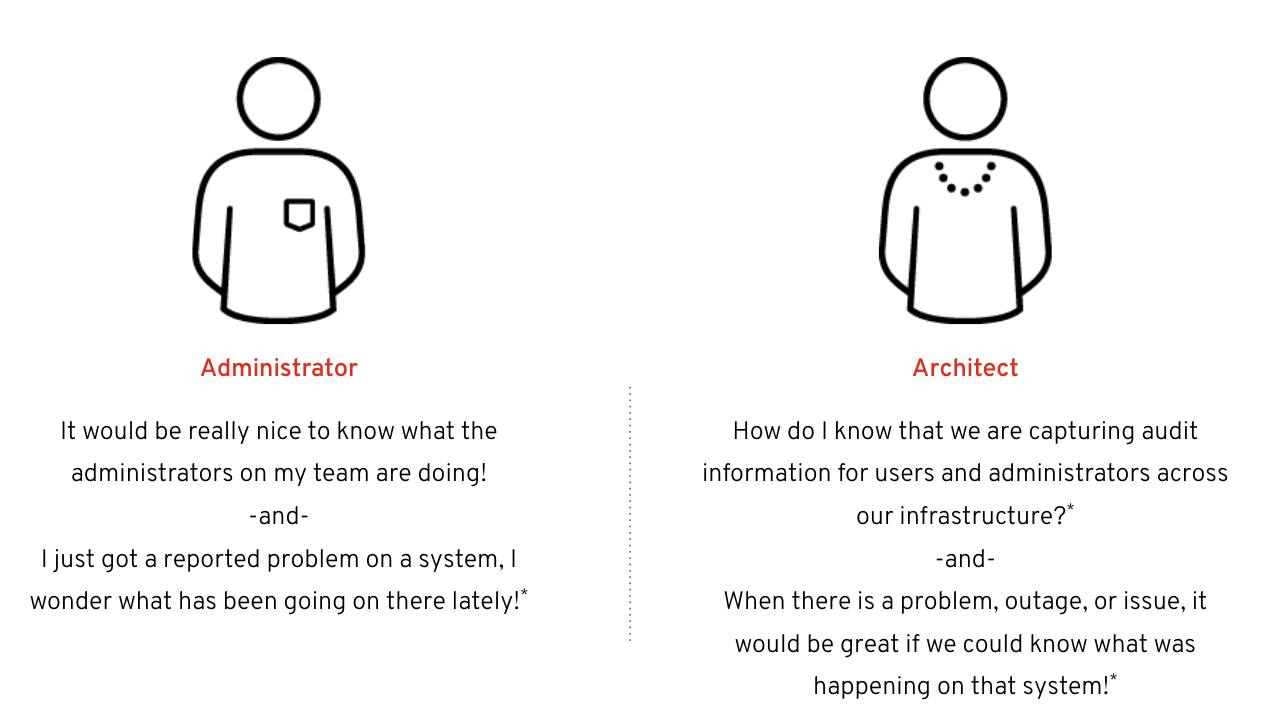 Administrator
It would be really nice to know what the
administrators on my team are doing!
-and-
I just got a reported problem on a system, I
wonder what has been going on there lately!*
Architect
How do I know that we are capturing audit
information for users and administrators across
our infrastructure?*
-and-
When there is a problem, outage, or issue, it
would be great if we could know what was
happening on that system!*